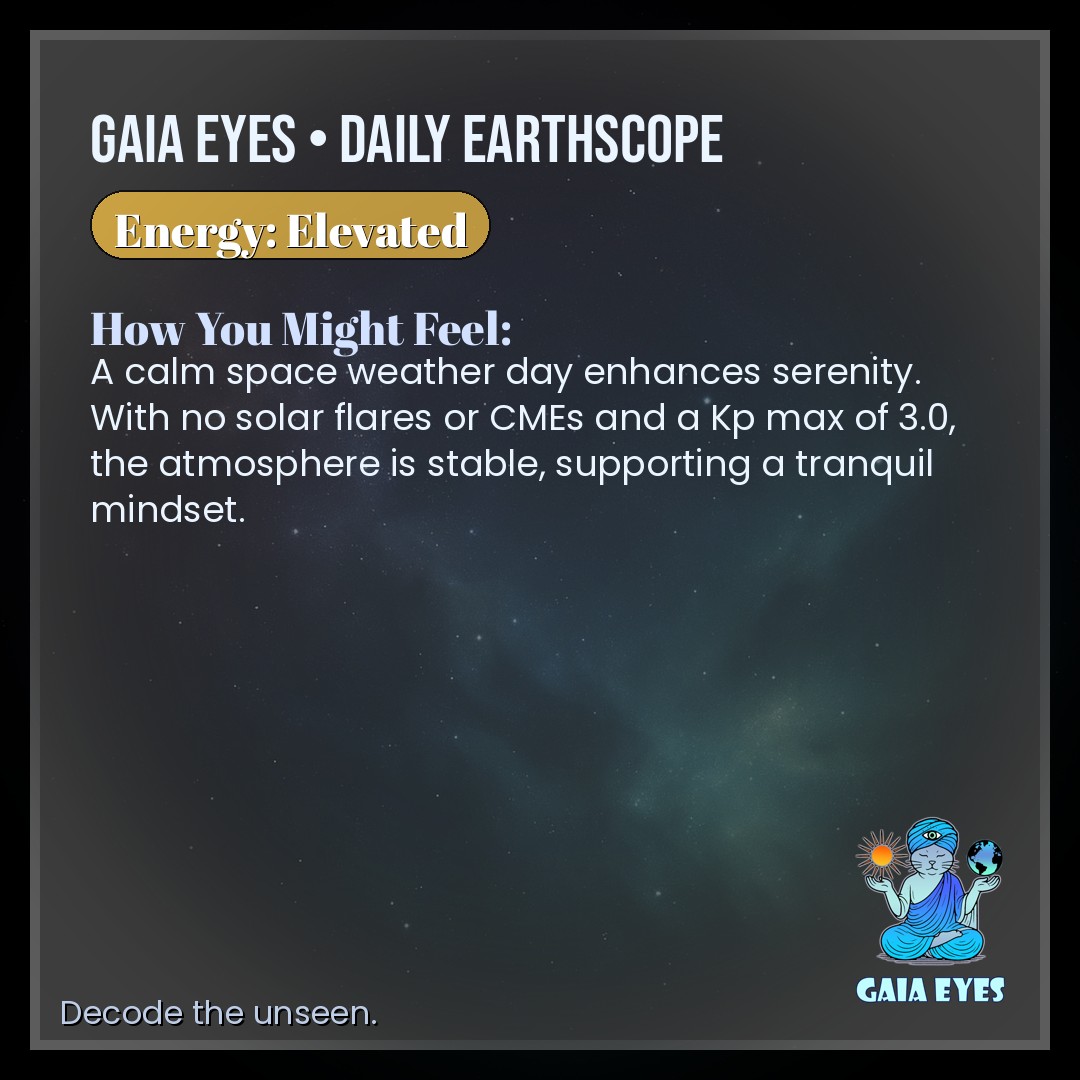 GAIA EYES • DAILY EARTHSCOPE
Energy: Elevated
How You Might Feel:
A calm space weather day enhances serenity.
With no solar flares or CMEs and a Kp max of 3.0,
the atmosphere is stable, supporting a tranquil
mindset.
GAIA EYES
Decode the unseen.